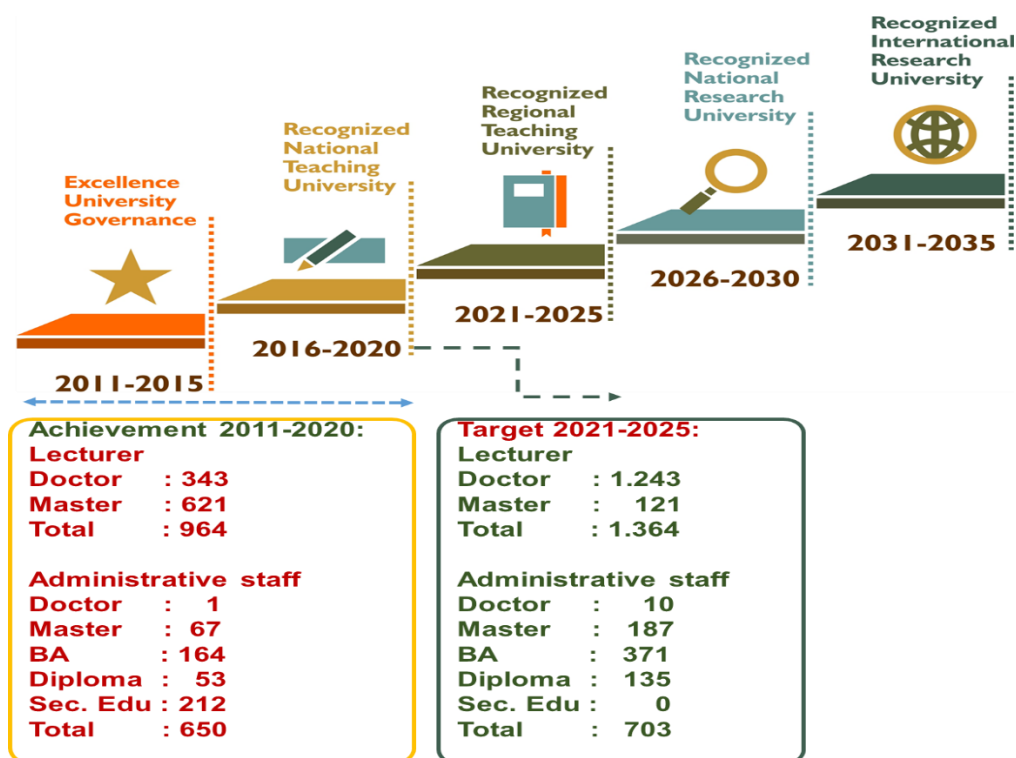 Excellence
University
Governance
2011-2015
Recognized
National
Teaching
University
2016-2020
Recognized
Regional
Teaching
University
2021-2025
Recognized
National
Research
University
2026-2030
Recognized
International
Research
University
2031-2035
Achievement 2011-2020:
Lecturer
Doctor : 343
Master : 621
Total : 964
Administrative staff
Doctor : 1
Master : 67
BA : 164
Diploma : 53
Sec. Edu : 212
Total : 650
Target 2021-2025:
Lecturer
Doctor : 1.243
Master : 121
Total : 1.364
Administrative staff
Doctor : 10
Master : 187
BA : 371
Diploma : 135
Sec. Edu : 0
Total : 703